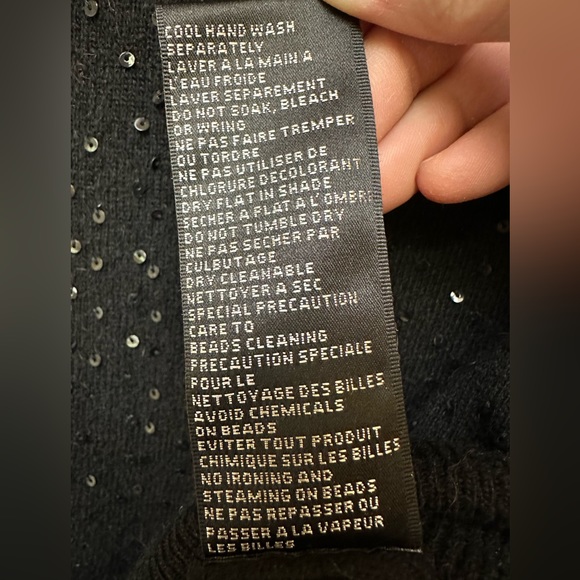 COOL HAND WASH
SEPARATELY
LAVER A LA MAIN A
L'EAU FROIDE
LAVER SEPAREMENT
DO NOT SOAK, BLEACH
OR WRING
NE PAS FAIRE TREMPER
OU TORDRE
NE PAS UTILISER DE
CHLORURE DECOLORANT
DRY FLAT IN SHADE
SECHER A PLAT A L'OMBRE
DO NOT TUMBLE DRY
NE PAS SECHER PAR
CULBUTAGE
DRY CLEANABLE
NETTOYER A SEC
SPECIAL PRECAUTION
CARE TO
BEADS CLEANING
PRECAUTION SPECIALE
POUR LE
NETTOYAGE DES BILLES
AVOID CHEMICALS
ON BEADS
EVITER TOUT PRODUIT
CHIMIQUE SUR LES BILLES
NO IRONING AND
STEAMING ON BEADS
NE PAS REPASSER OU
PASSER A LA VAPEUR
LES BILLES